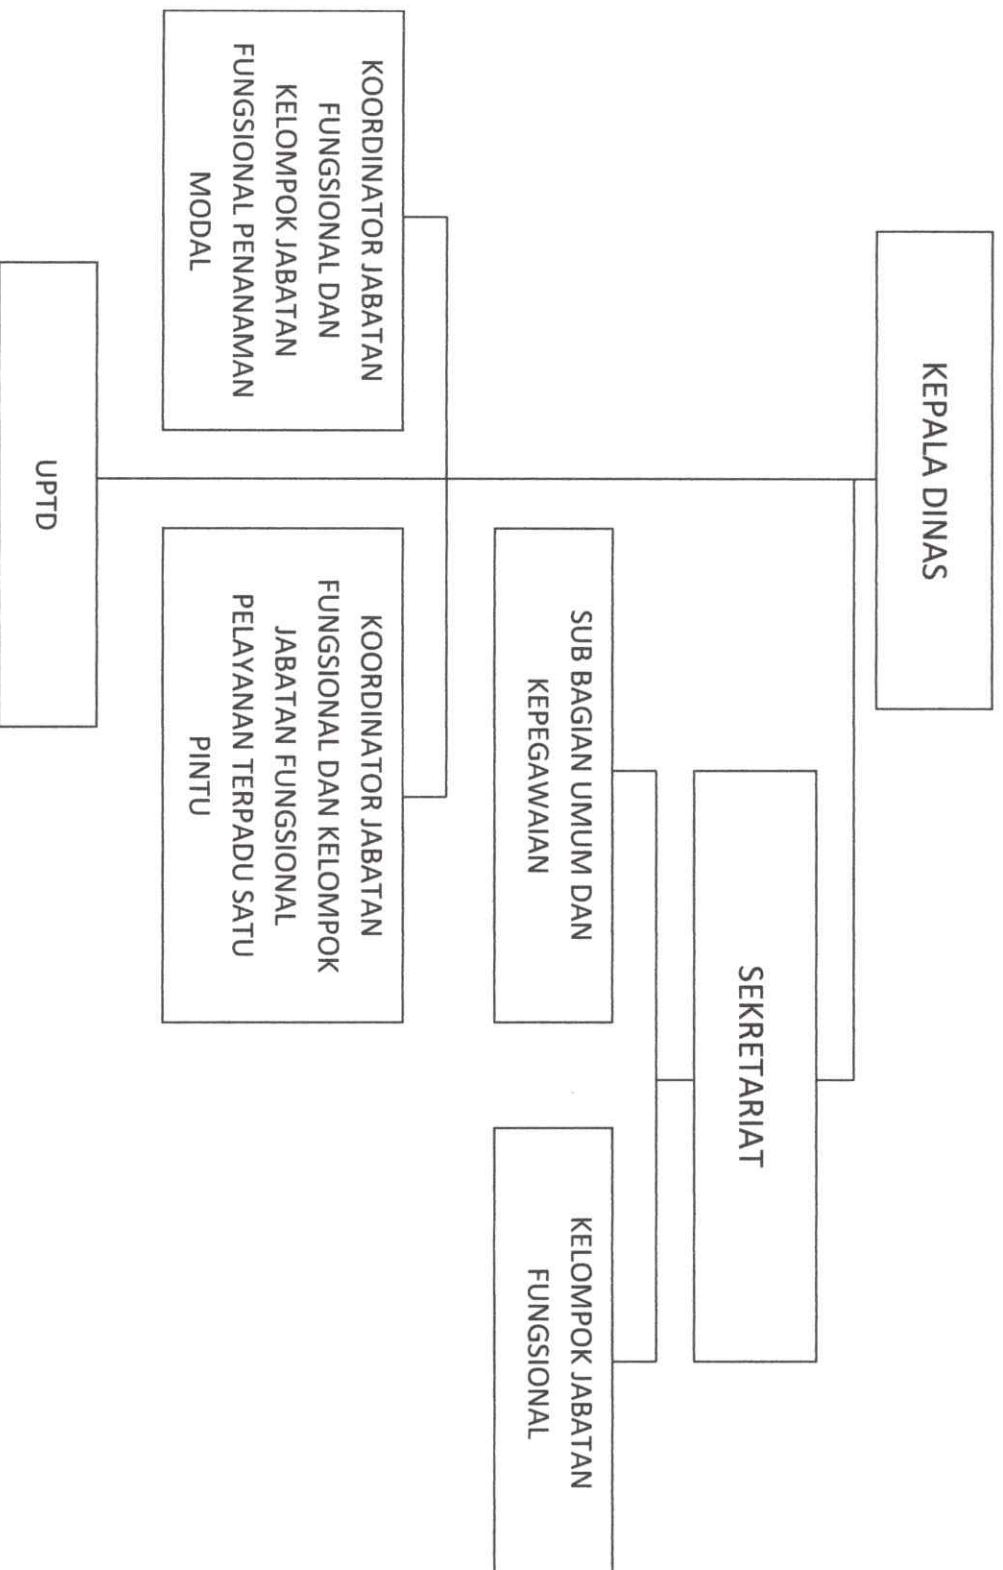 KEPALA DINAS
SEKRETARIAT
SUB BAGIAN UMUM DAN
KEPEGAWAIAN
KELOMPOK JABATAN
FUNGSIONAL
KOORDINATOR JABATAN
FUNGSIONAL DAN
KELOMPOK JABATAN
FUNGSIONAL PENANAMAN
MODAL
KOORDINATOR JABATAN
FUNGSIONAL DAN KELOMPOK
JABATAN FUNGSIONAL
PELAYANAN TERPADU SATU
PINTU
UPTD